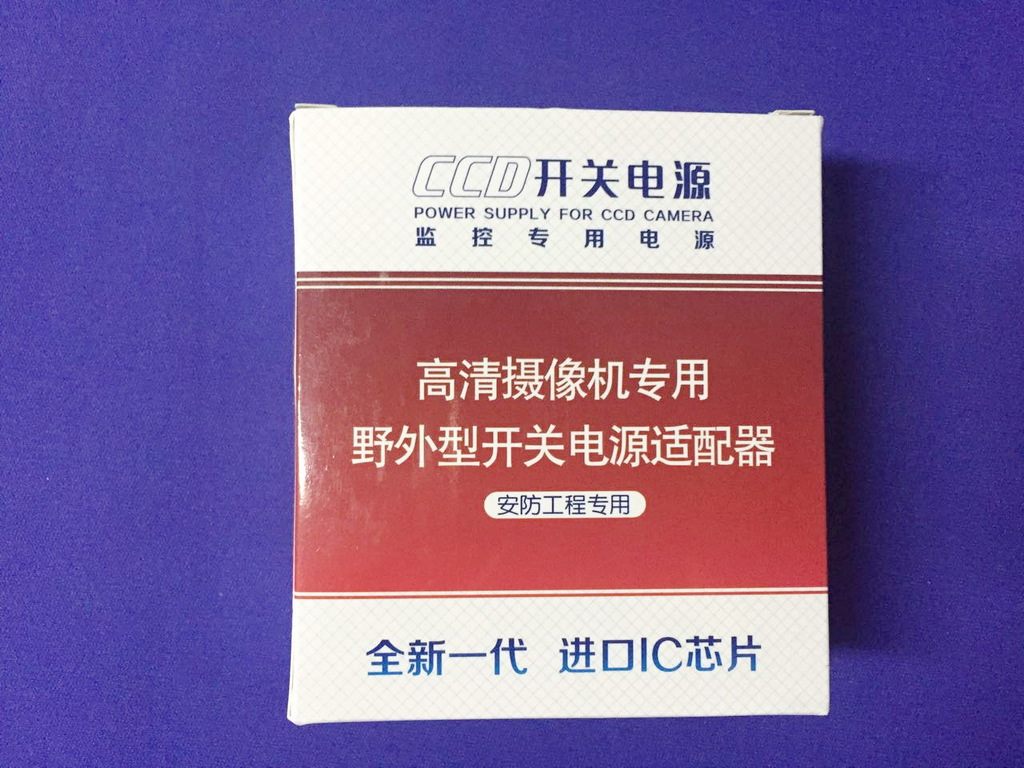 CCD开关电源
POWER SUPPLY FOR CCD CAMERA
监控专用电源
高清摄像机专用
野外型开关电源适配器
安防工程专用
全新一代 进口IC芯片